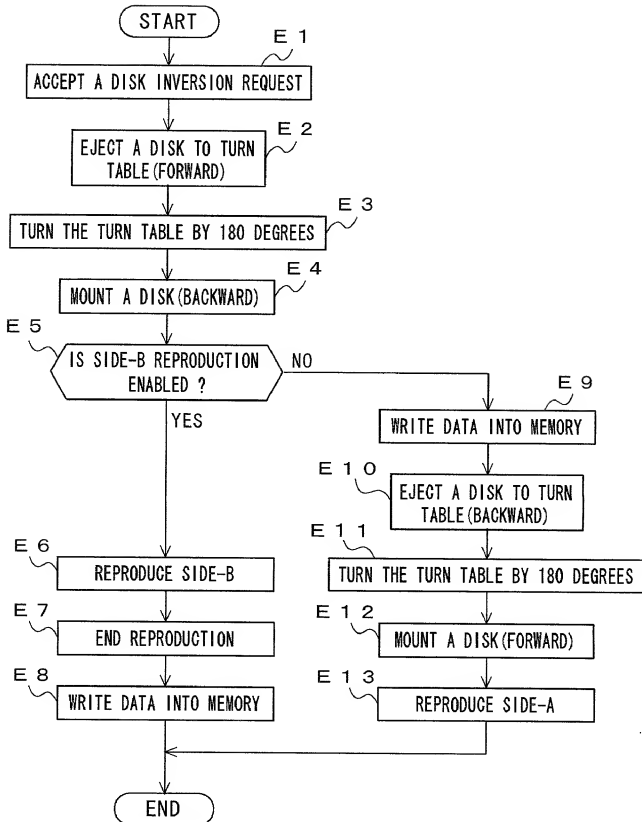 START
E 1
ACCEPT A DISK INVERSION REQUEST
E 2
EJECT A DISK TO TURN
TABLE(FORWARD)
E 3
TURN THE TURN TABLE BY 180 DEGREES
E 4
MOUNT A DISK(BACKWARD)
E 5
IS SIDE-B REPRODUCTION
ENABLED ?
NO
YES
E 9
WRITE DATA INTO MEMORY
E 1 0
EJECT A DISK TO TURN
TABLE(BACKWARD)
E 1 1
TURN THE TURN TABLE BY 180 DEGREES
E 6
REPRODUCE SIDE-B
E 1 2
MOUNT A DISK(FORWARD)
E 7
END REPRODUCTION
E 1 3
REPRODUCE SIDE-A
E 8
WRITE DATA INTO MEMORY
END